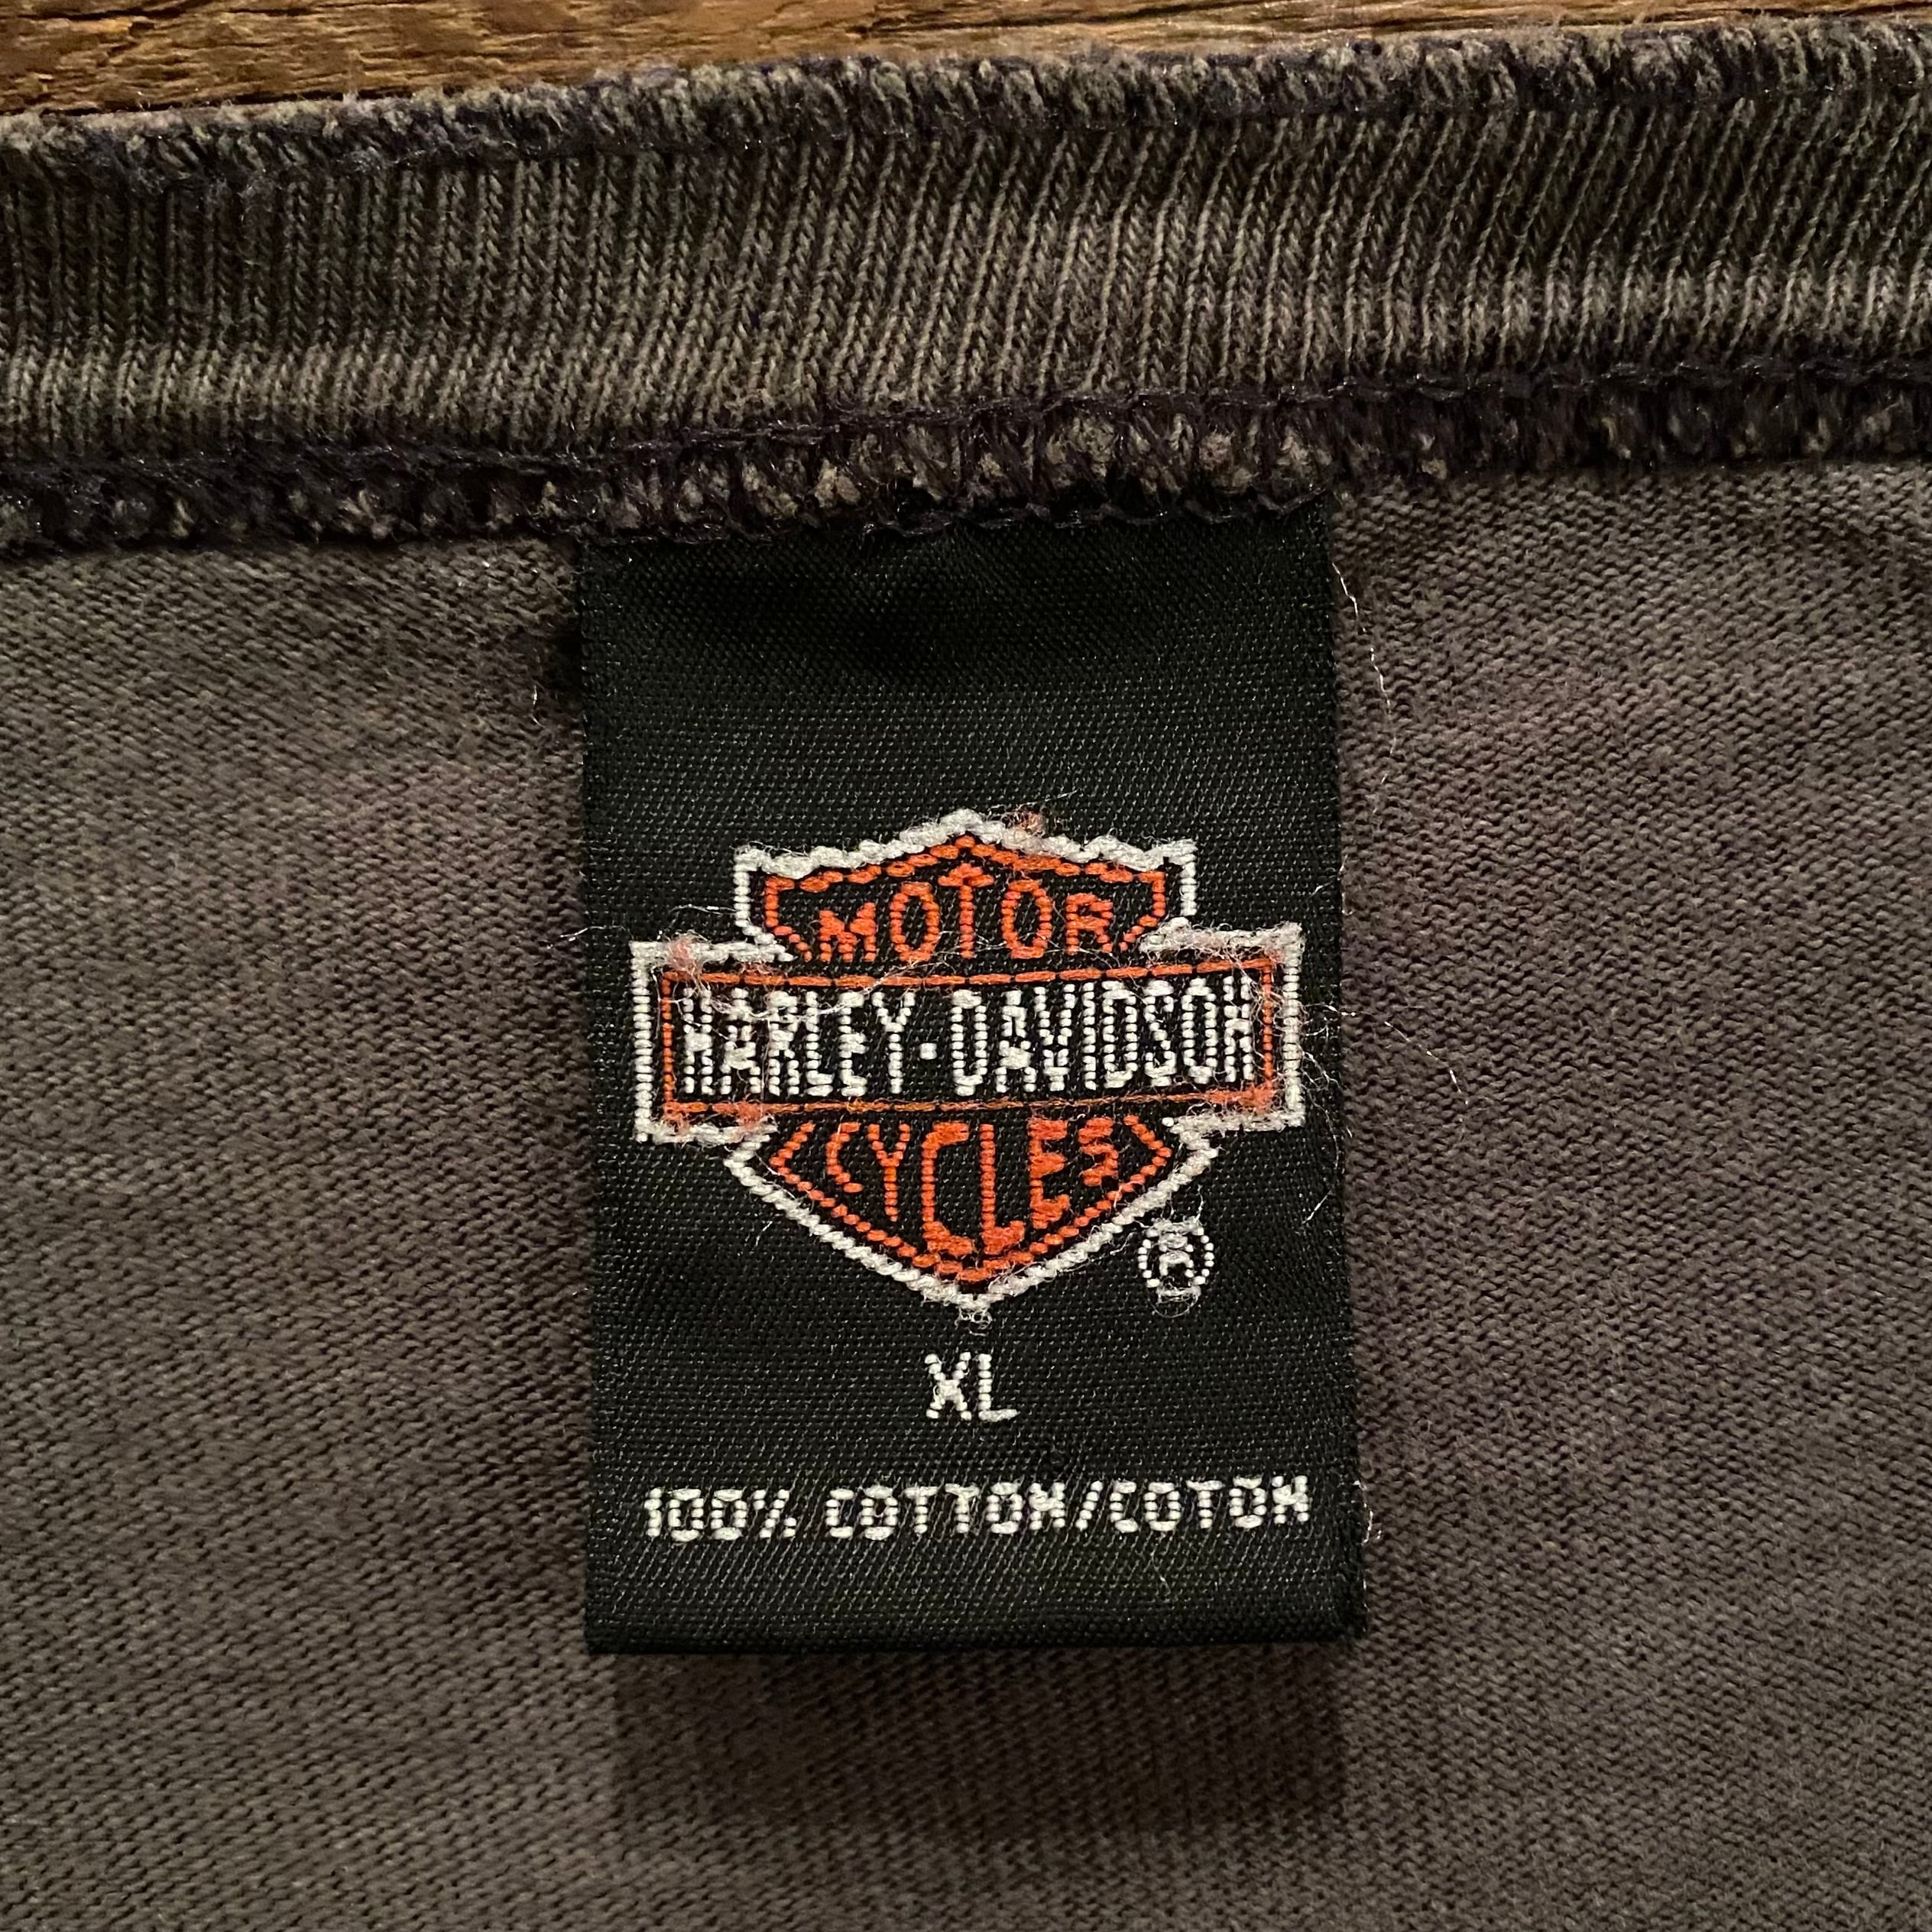 MOTOR
HARLEY-DAVIDSON
CYCLES
®
XL
100% COTTON/COTON